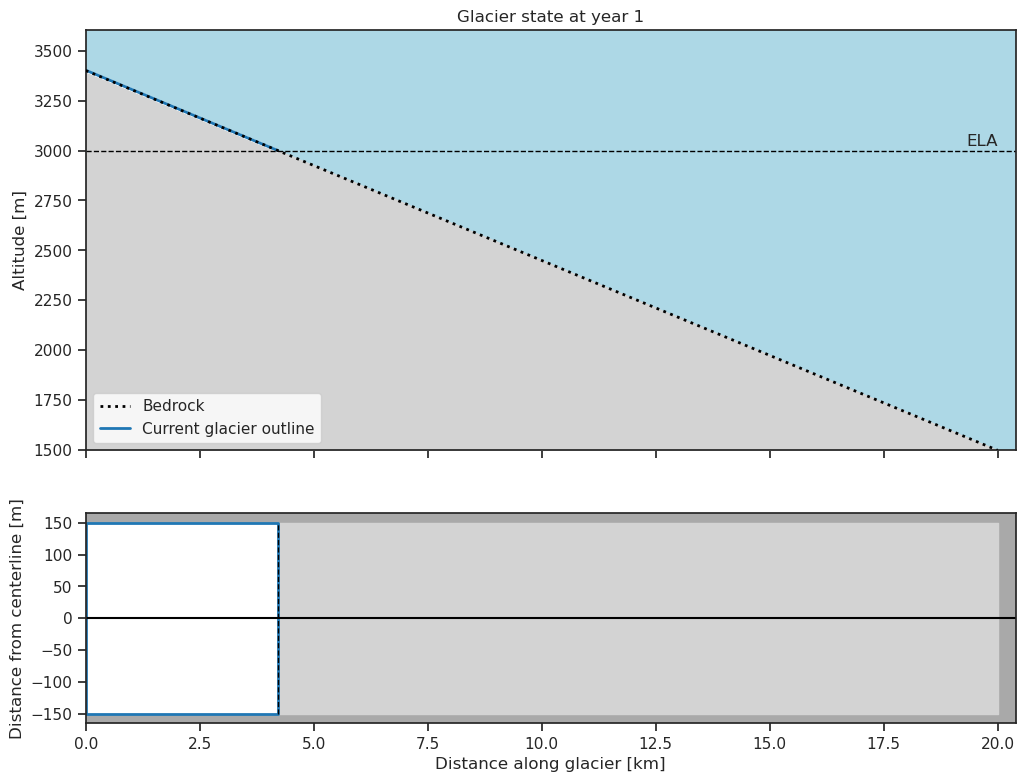 Glacier state at year 1
Altitude [m]
3500
3250
3000
2750
2500
2250
2000
1750
1500
ELA
Bedrock
Current glacier outline
Distance from centerline [m]
150
100
50
0
−50
−100
−150
0.0 2.5 5.0 7.5 10.0 12.5 15.0 17.5 20.0
Distance along glacier [km]